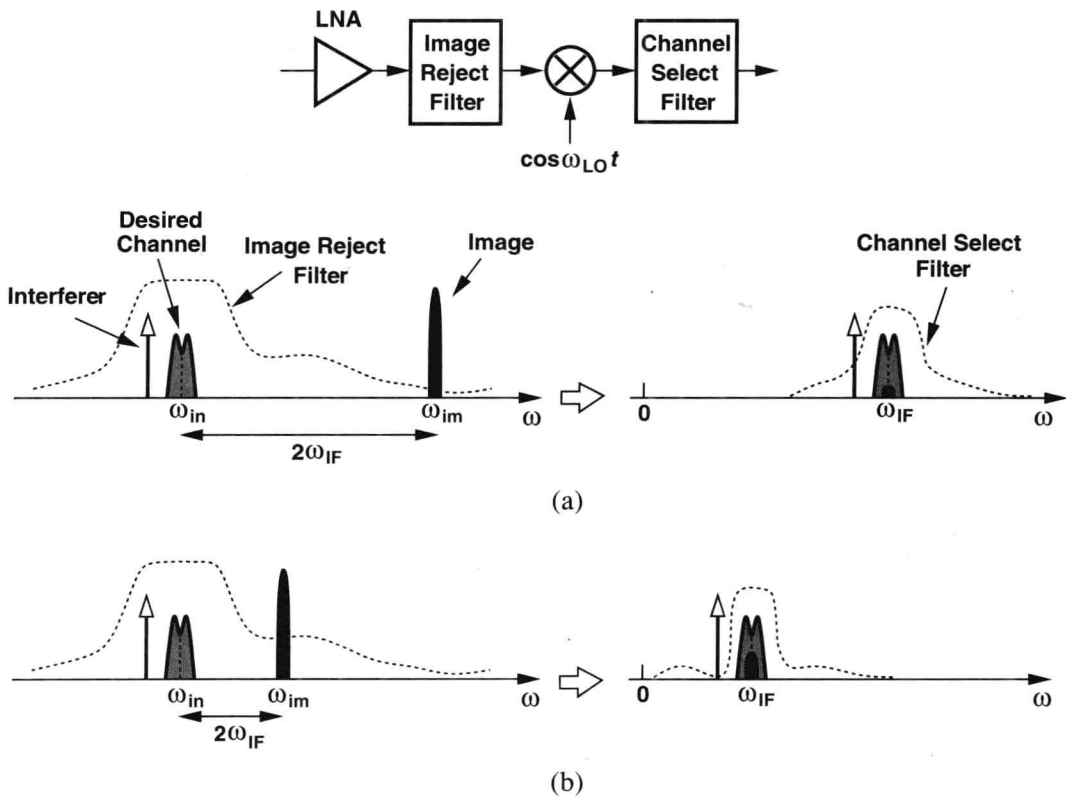 LNA
Image
Reject
Filter
Channel
Select
Filter
cosω_LO t
Desired
Channel
Image Reject
Filter
Image
Interferer
Channel Select
Filter
ω_in
ω_im
ω
0
ω_IF
ω
2ω_IF
(a)
ω_in
ω_im
ω
0
ω_IF
ω
2ω_IF
(b)